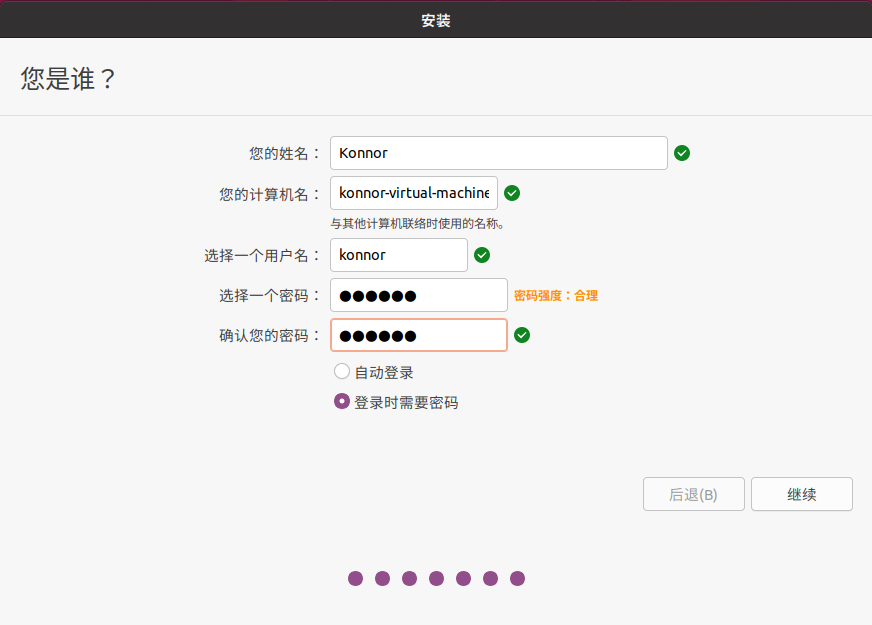 安装
您是谁？
您的姓名： Konnor
您的计算机名： konnor-virtual-machine
与其他计算机联络时使用的名称。
选择一个用户名： konnor
选择一个密码： ●●●●●● 密码强度：合理
确认您的密码： ●●●●●●
自动登录
登录时需要密码
后退(B) 继续